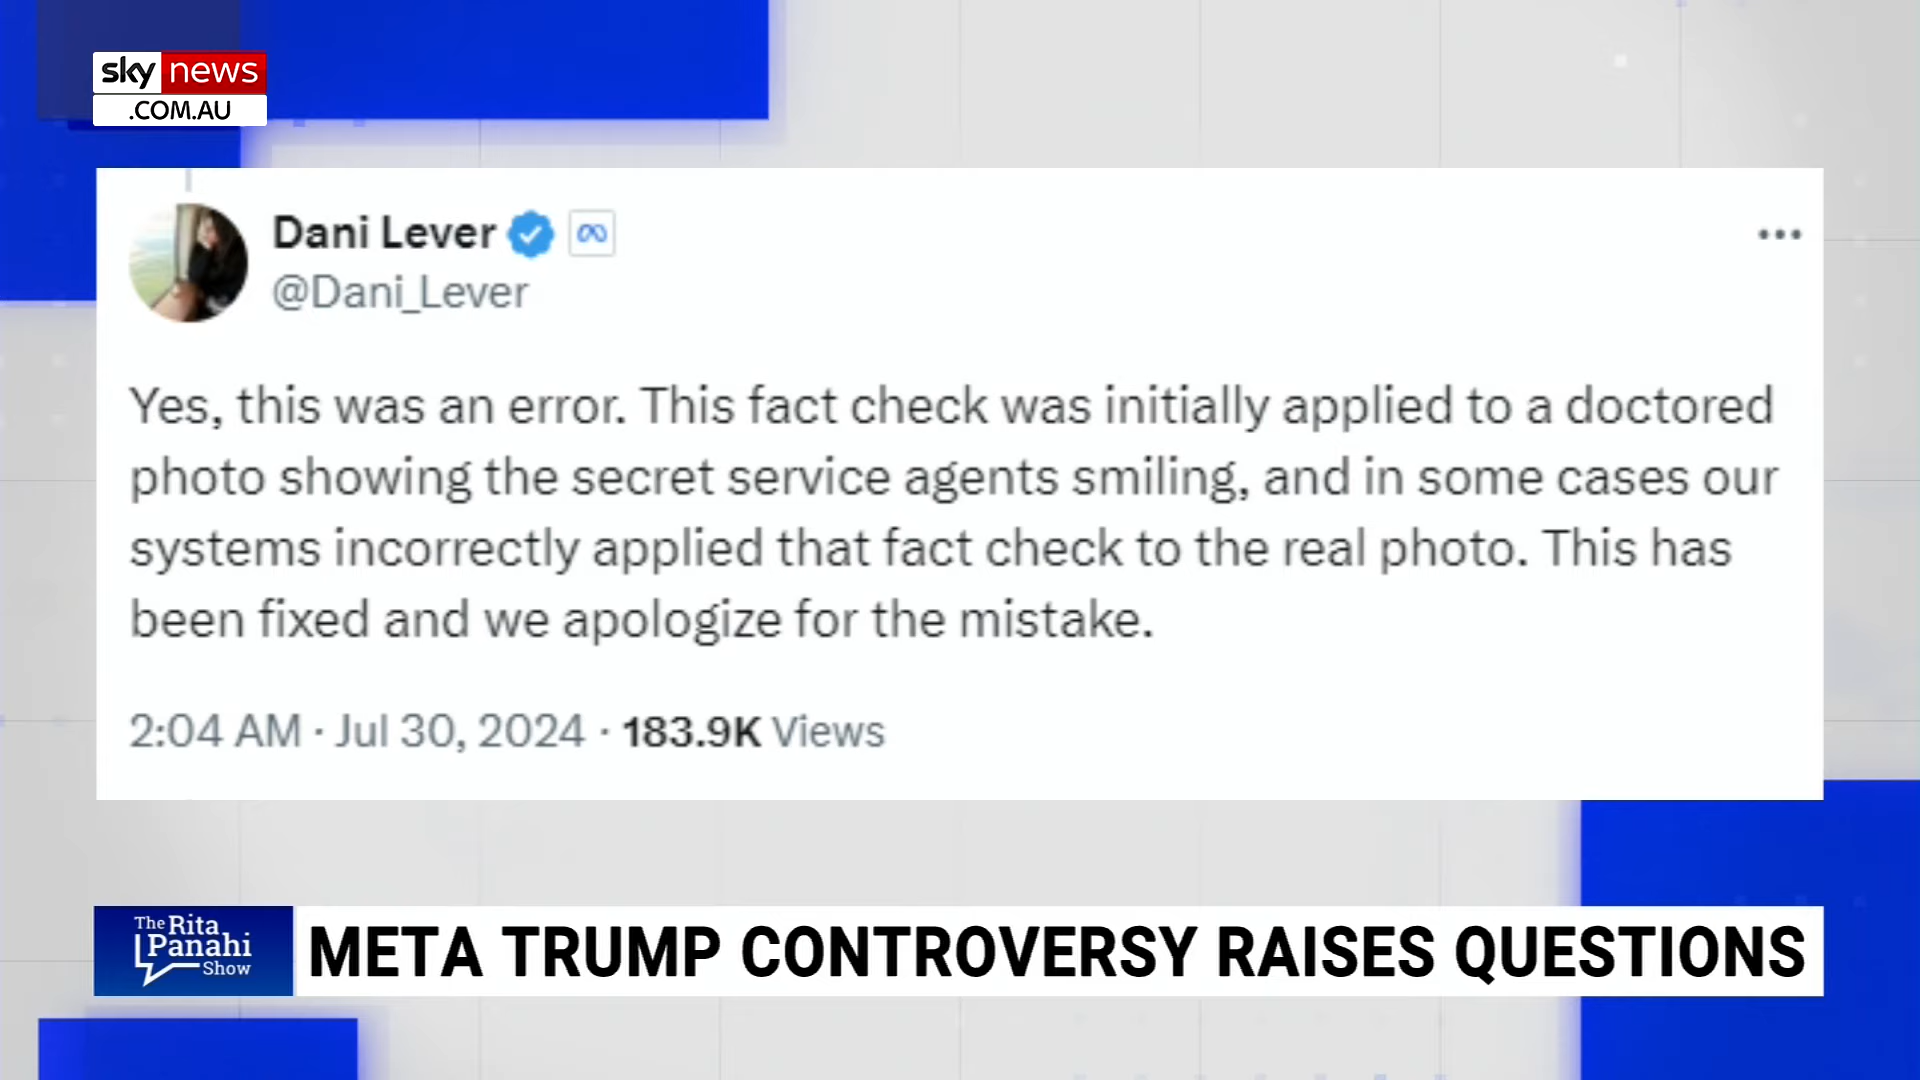 sky news
.COM.AU
Dani Lever
@Dani_Lever
Yes, this was an error. This fact check was initially applied to a doctored
photo showing the secret service agents smiling, and in some cases our
systems incorrectly applied that fact check to the real photo. This has
been fixed and we apologize for the mistake.
2:04 AM · Jul 30, 2024 · 183.9K Views
The Rita
Panahi
Show
META TRUMP CONTROVERSY RAISES QUESTIONS